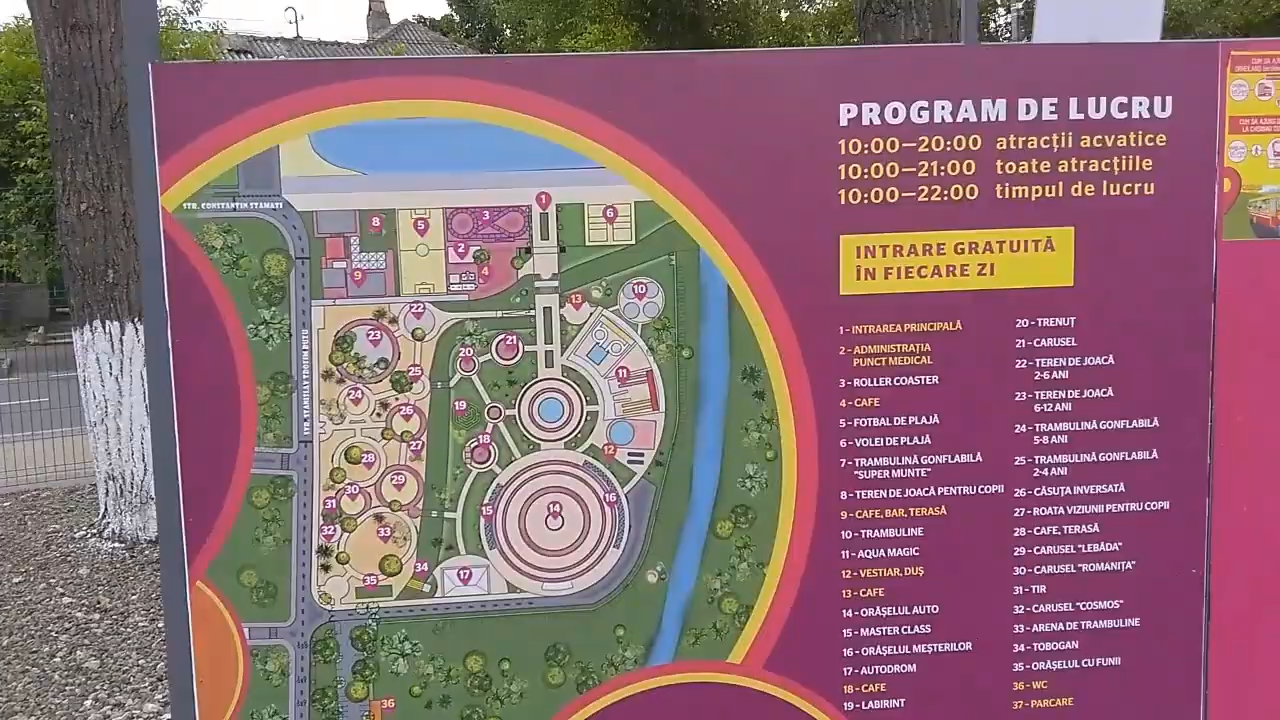 PROGRAM DE LUCRU
10:00–20:00 atracții acvatice
10:00–21:00 toate atracțiile
10:00–22:00 timpul de lucru
INTRARE GRATUITĂ
ÎN FIECARE ZI
1 - INTRAREA PRINCIPALĂ
2 - ADMINISTRAȚIA
PUNCT MEDICAL
3 - ROLLER COASTER
4 - CAFE
5 - FOTBAL DE PLAJĂ
6 - VOLEI DE PLAJĂ
7 - TRAMBULINĂ GONFLABILĂ
"SUPER MUNTE"
8 - TEREN DE JOACĂ PENTRU COPII
9 - CAFE, BAR, TERASĂ
10 - TRAMBULINE
11 - AQUA MAGIC
12 - VESTIAR, DUȘ
13 - CAFE
14 - ORĂȘELUL AUTO
15 - MASTER CLASS
16 - ORĂȘELUL MEȘTERILOR
17 - AUTODROM
18 - CAFE
19 - LABIRINT
20 - TRENUȚ
21 - CARUSEL
22 - TEREN DE JOACĂ
2-6 ANI
23 - TEREN DE JOACĂ
6-12 ANI
24 - TRAMBULINĂ GONFLABILĂ
5-8 ANI
25 - TRAMBULINĂ GONFLABILĂ
2-4 ANI
26 - CĂSUȚA INVERSATĂ
27 - ROATA VIZIUNII PENTRU COPII
28 - CAFE, TERASĂ
29 - CARUSEL "LEBĂDA"
30 - CARUSEL "ROMANIȚA"
31 - TIR
32 - CARUSEL "COSMOS"
33 - ARENA DE TRAMBULINE
34 - TOBOGAN
35 - ORĂȘELUL CU FUNII
36 - WC
37 - PARCARE
STR. CONSTANTIN STAMATI
1
8
5
3
6
2
4
9
10
13
22
23
21
20
25
11
24
26
19
27
18
12
28
29
30
31
16
15
14
32
33
34
17
35
36
CUM SĂ AJU